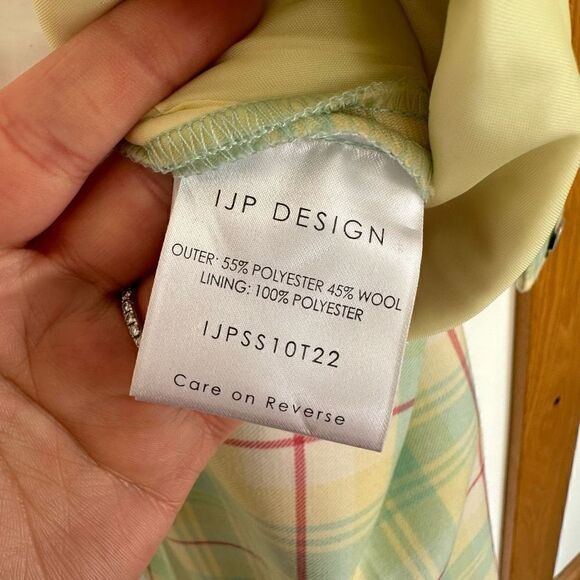 IJP DESIGN
OUTER: 55% POLYESTER 45% WOOL
LINING: 100% POLYESTER
IJPSS10T22
Care on Reverse